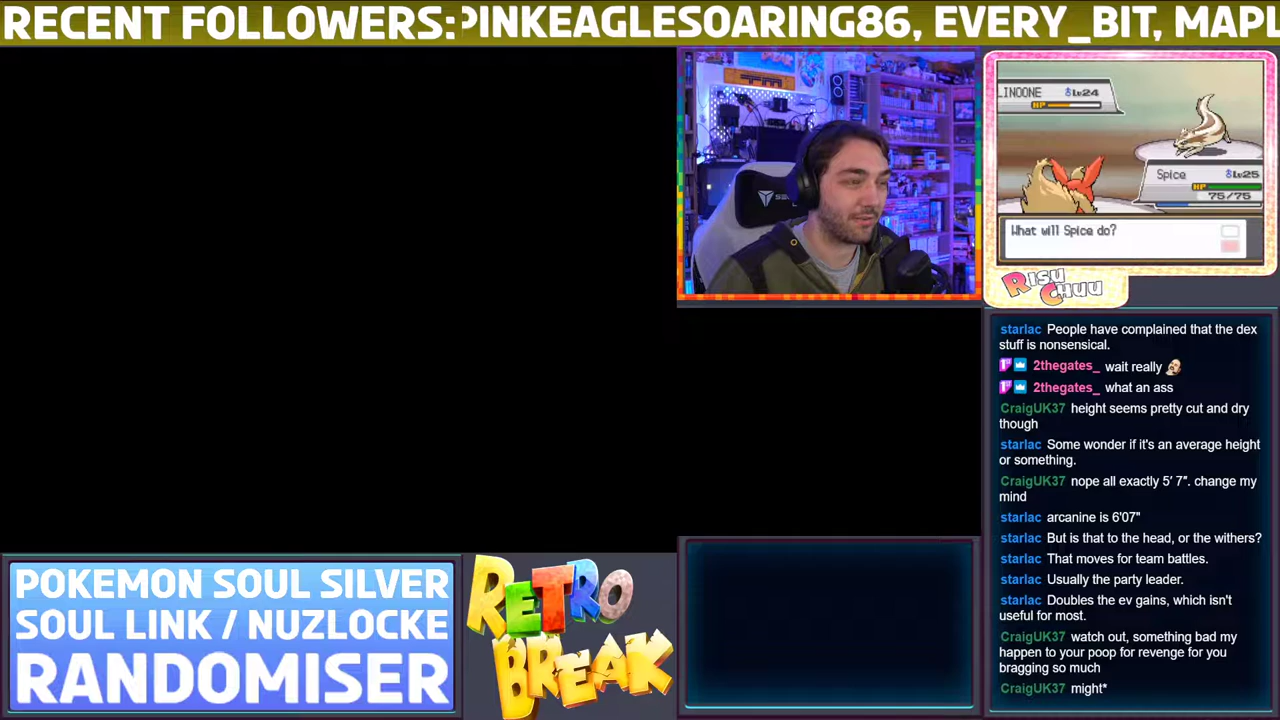 RECENT FOLLOWERS: PINKEAGLESOARING86, EVERY_BIT, MAPL
LINOONE ♂Lv24
HP
Spice ♂Lv25
HP
75/75
What will Spice do?
RISU
CHUU
starlac People have complained that the dex
stuff is nonsensical.
2thegates_ wait really
2thegates_ what an ass
CraigUK37 height seems pretty cut and dry
though
starlac Some wonder if it's an average height
or something.
CraigUK37 nope all exactly 5' 7". change my
mind
starlac arcanine is 6'07"
starlac But is that to the head, or the withers?
starlac That moves for team battles.
starlac Usually the party leader.
starlac Doubles the ev gains, which isn't
useful for most.
CraigUK37 watch out, something bad my
happen to your poop for revenge for you
bragging so much
CraigUK37 might*
POKEMON SOUL SILVER
SOUL LINK / NUZLOCKE
RANDOMISER
RETRO
BREAK